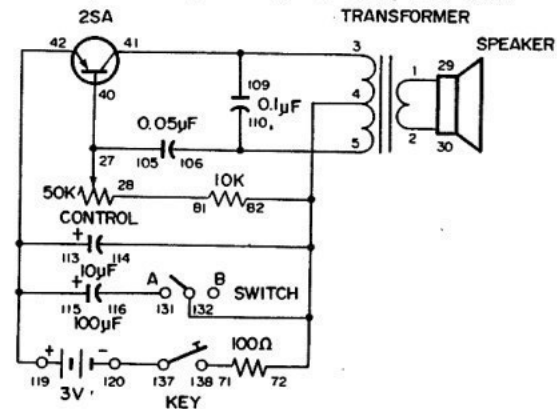 2SA
TRANSFORMER
SPEAKER
42
41
3
40
109
0.1μF
110
4
1
29
2
30
0.05μF
5
27
105
106
50K
28
10K
81
82
CONTROL
+
113
114
10μF
+
A
B
SWITCH
115
116
131
132
100μF
+
-
100Ω
119
3V
120
137
138
71
72
KEY